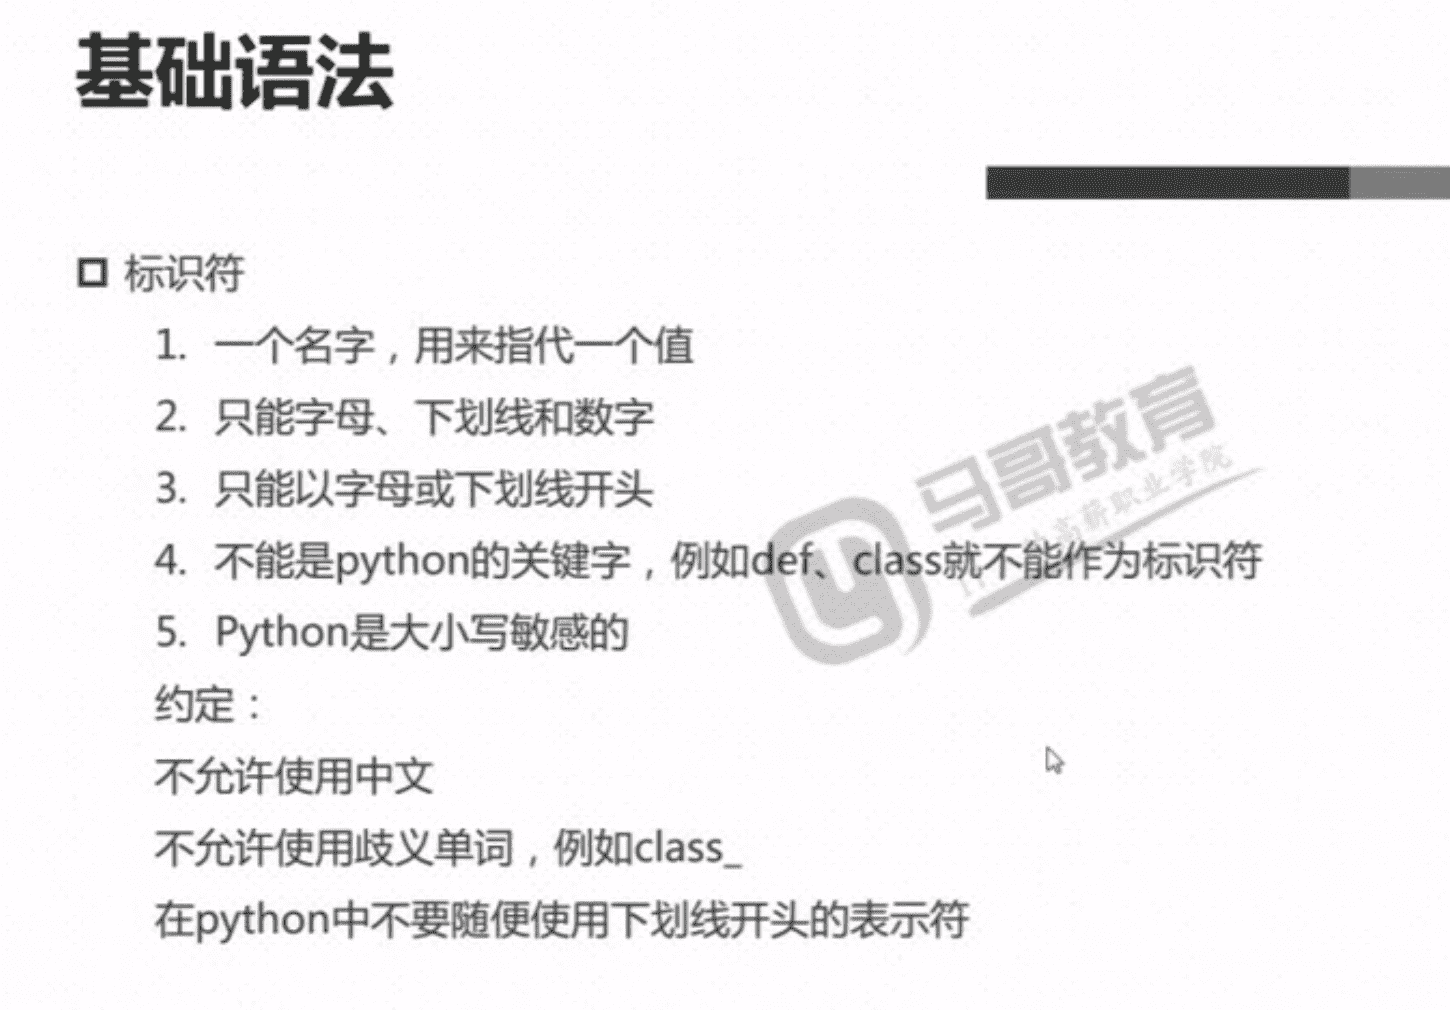 基础语法
标识符
1. 一个名字，用来指代一个值
2. 只能字母、下划线和数字
3. 只能以字母或下划线开头
4. 不能是python的关键字，例如def、class就不能作为标识符
5. Python是大小写敏感的
约定：
不允许使用中文
不允许使用歧义单词，例如class_
在python中不要随便使用下划线开头的表示符
马哥教育
高薪职业学院